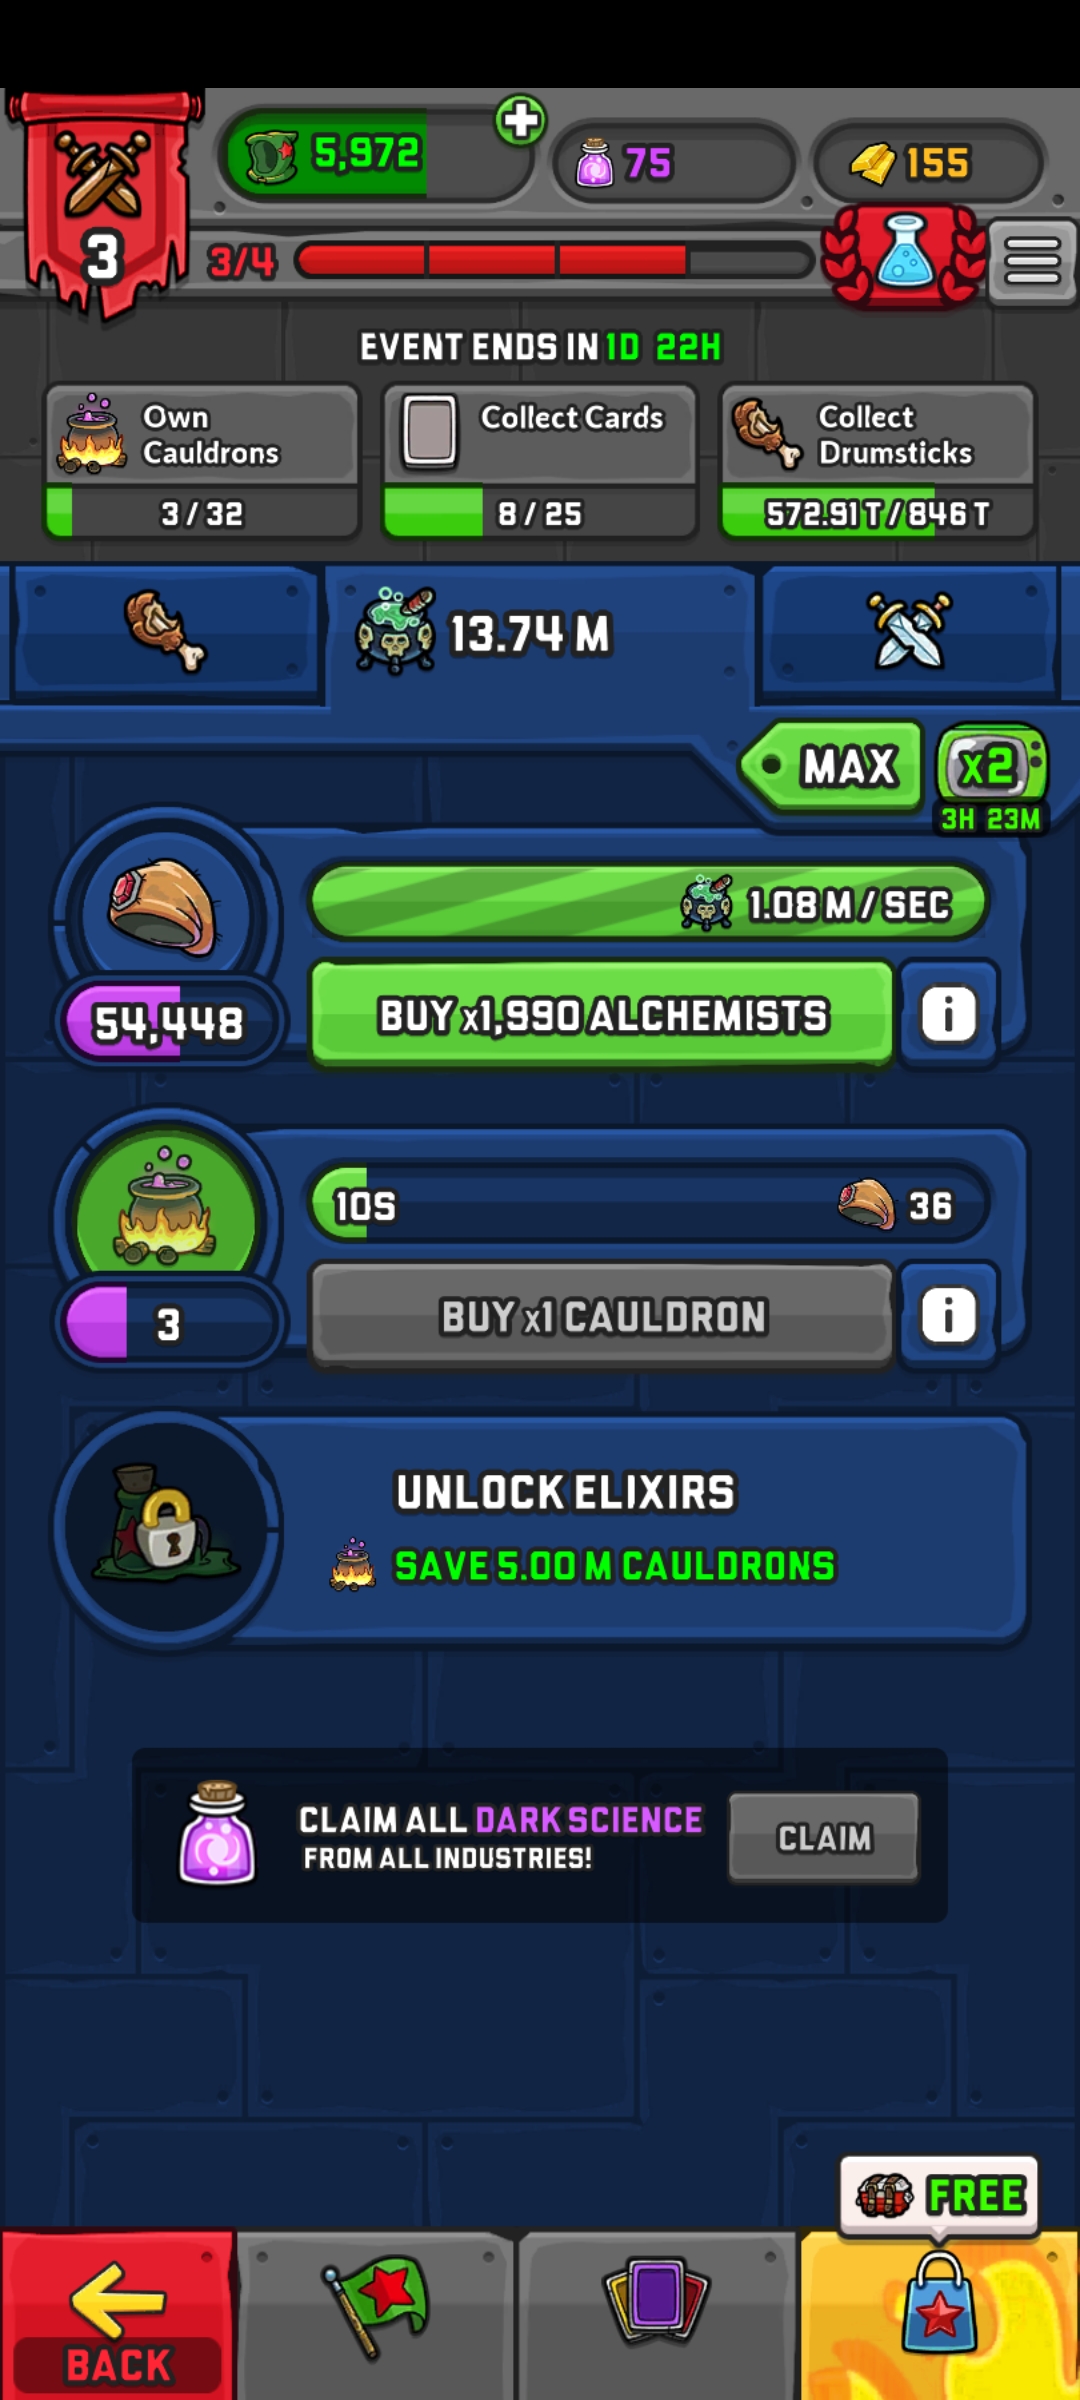 5,972
75
155
3
3/4
EVENT ENDS IN 1D 22H
Own
Cauldrons
3 / 32
Collect Cards
8 / 25
Collect
Drumsticks
572.91 T / 846 T
13.74 M
MAX
x2
3H 23M
1.08 M / SEC
54,448
BUY x1,990 ALCHEMISTS
i
10S
36
3
BUY x1 CAULDRON
i
UNLOCK ELIXIRS
SAVE 5.00 M CAULDRONS
CLAIM ALL DARK SCIENCE
FROM ALL INDUSTRIES!
CLAIM
FREE
BACK